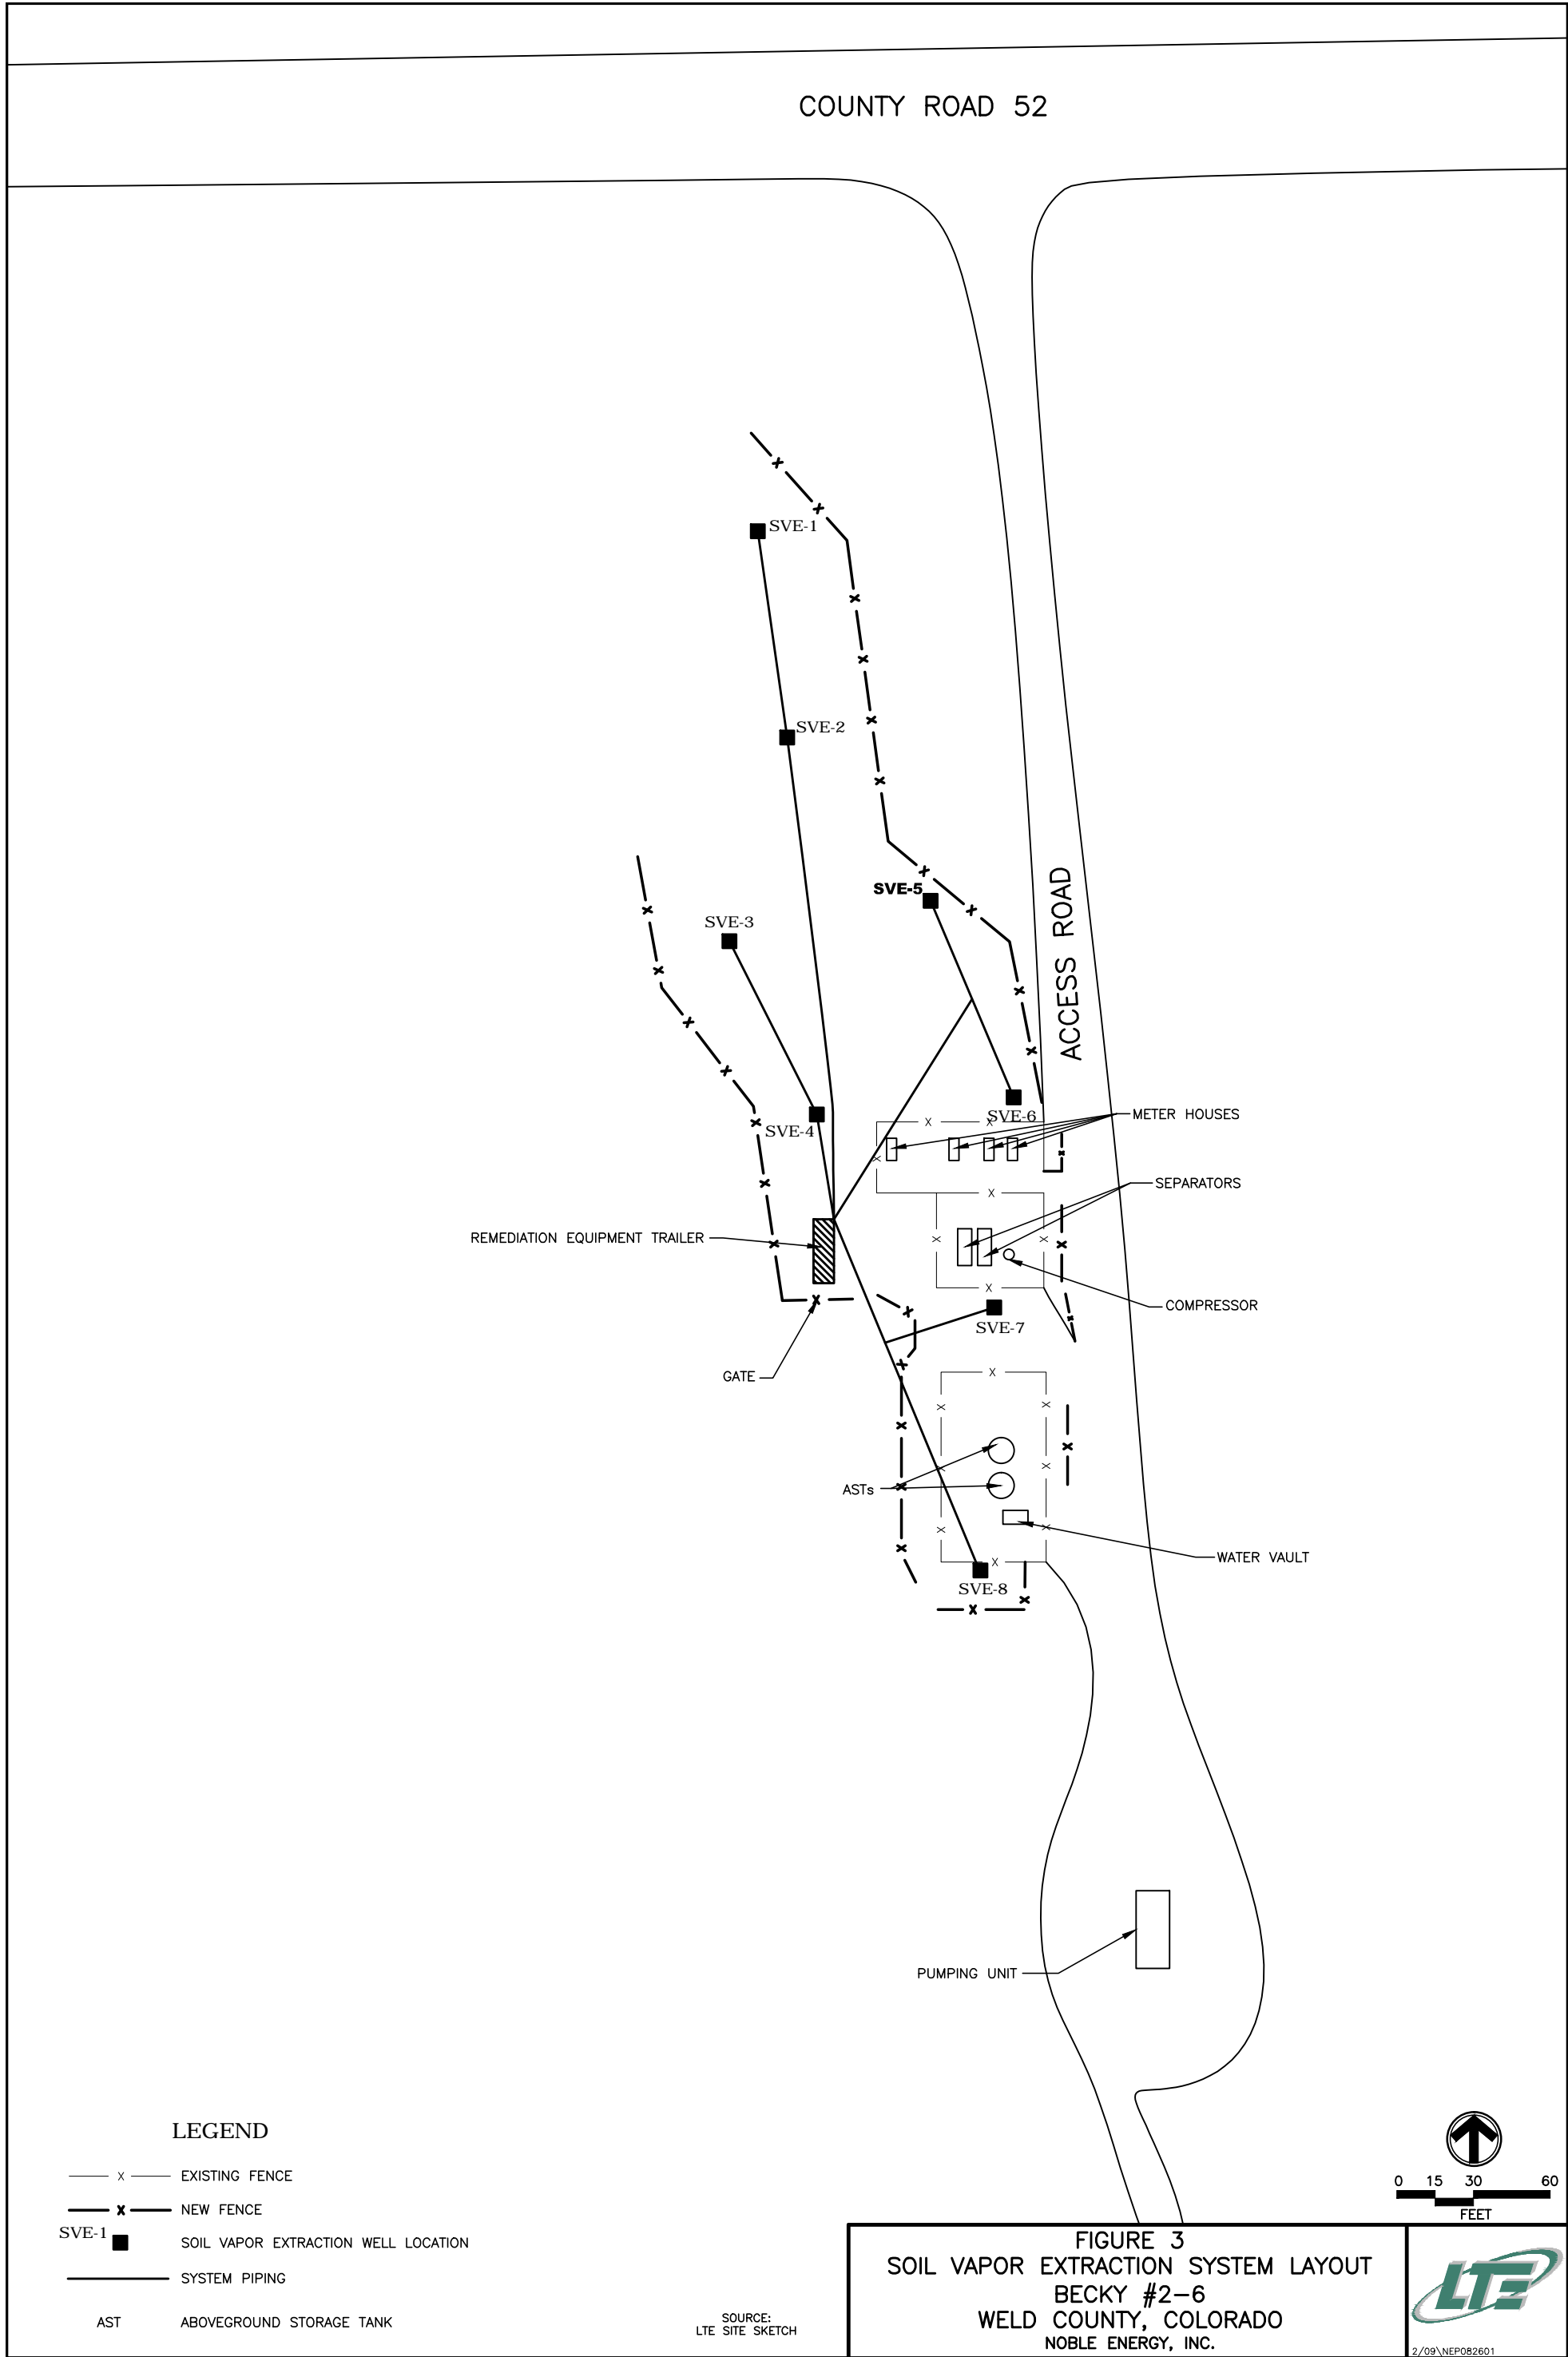 COUNTY ROAD 52
SVE-1
SVE-2
SVE-5
ACCESS ROAD
SVE-3
SVE-6
METER HOUSES
SVE-4
SEPARATORS
REMEDIATION EQUIPMENT TRAILER
COMPRESSOR
SVE-7
GATE
ASTs
WATER VAULT
SVE-8
PUMPING UNIT
LEGEND
X EXISTING FENCE
X NEW FENCE
SVE-1 SOIL VAPOR EXTRACTION WELL LOCATION
SYSTEM PIPING
AST ABOVEGROUND STORAGE TANK
SOURCE:
LTE SITE SKETCH
0 15 30 60
FEET
FIGURE 3
SOIL VAPOR EXTRACTION SYSTEM LAYOUT
BECKY #2-6
WELD COUNTY, COLORADO
NOBLE ENERGY, INC.
LTE
2/09\NEP082601